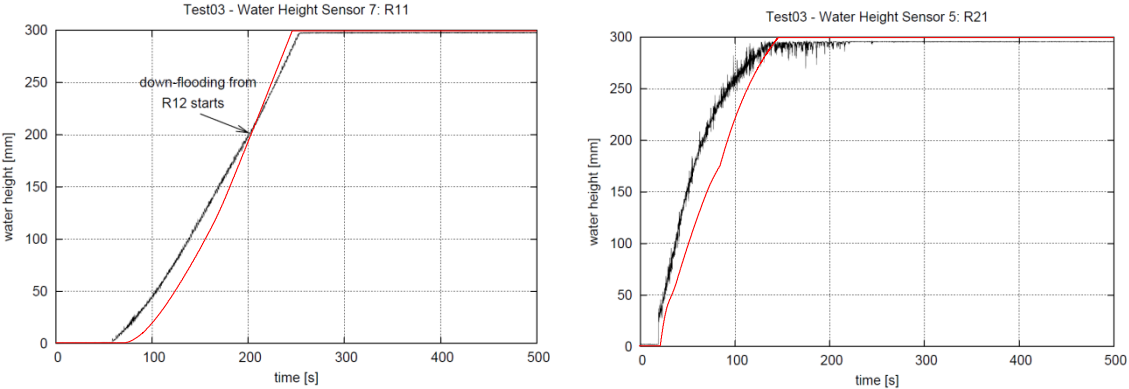 Test03 - Water Height Sensor 7: R11
300
250
200
150
100
50
0
water height [mm]
down-flooding from
R12 starts
0 100 200 300 400 500
time [s]
Test03 - Water Height Sensor 5: R21
300
250
200
150
100
50
0
water height [mm]
0 100 200 300 400 500
time [s]